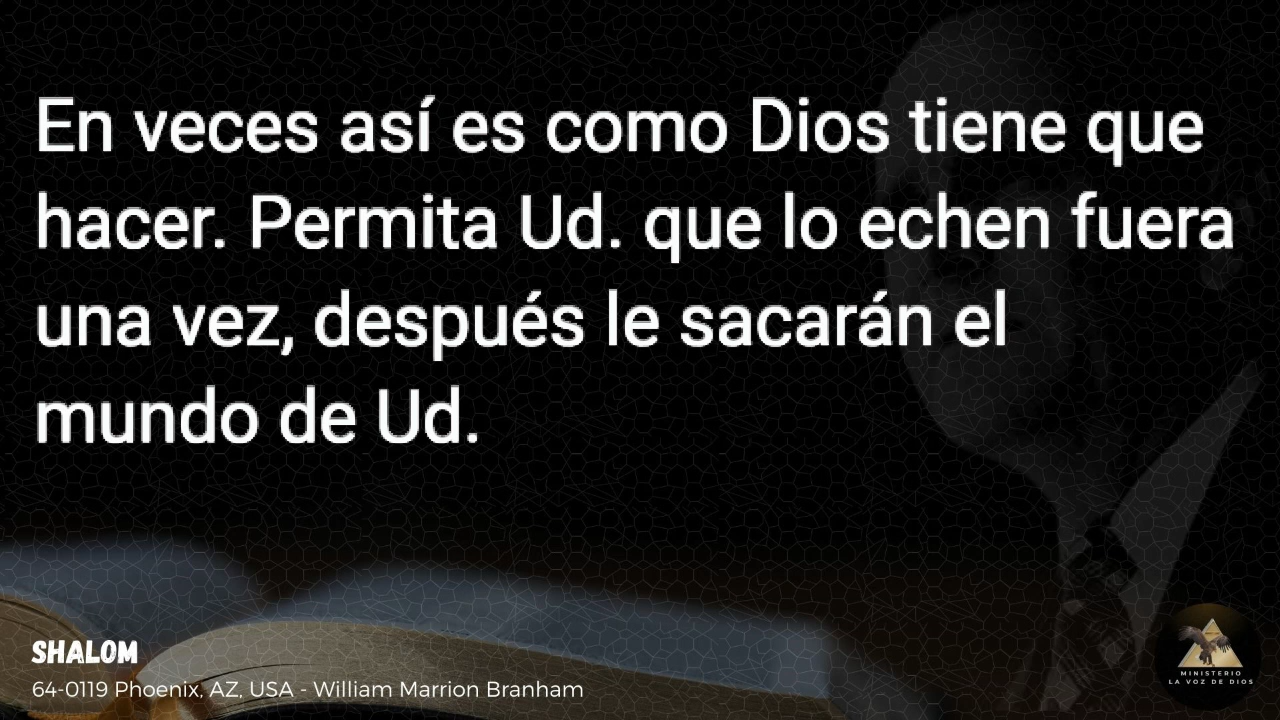 En veces así es como Dios tiene que
hacer. Permita Ud. que lo echen fuera
una vez, después le sacarán el
mundo de Ud.
SHALOM
64-0119 Phoenix, AZ, USA - William Marrion Branham
MINISTERIO
LA VOZ DE DIOS